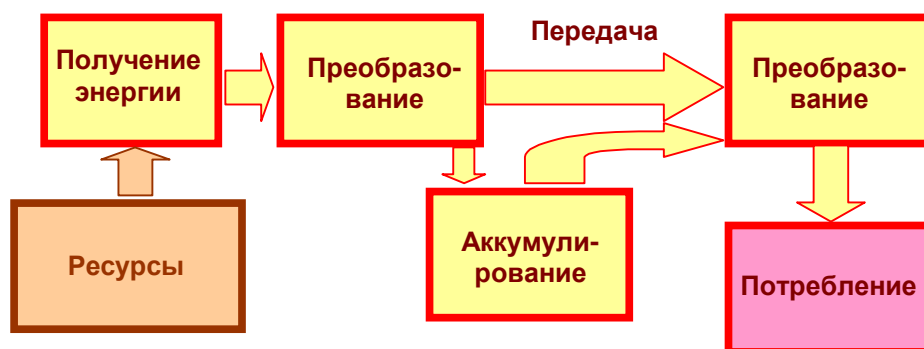 Получение
энергии
Преобразо-
вание
Передача
Преобразо-
вание
Ресурсы
Аккумули-
рование
Потребление